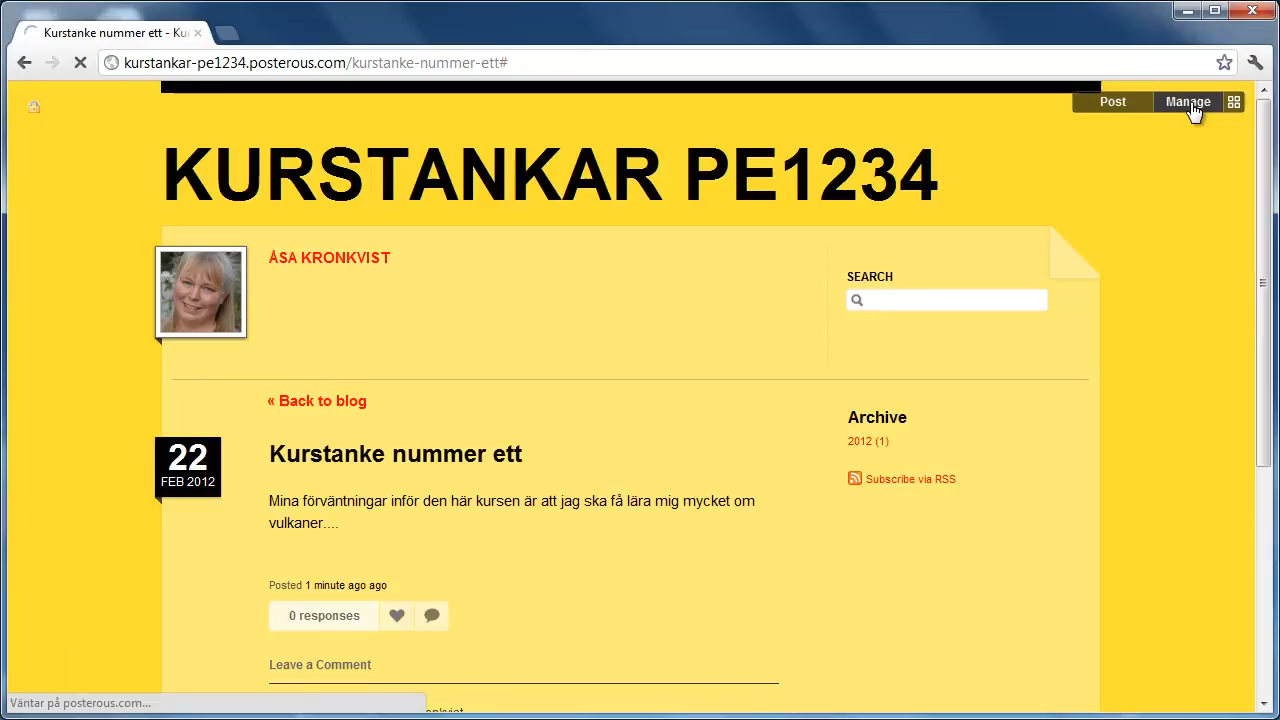 Kurstanke nummer ett - Ku
kurstankar-pe1234.posterous.com/kurstanke-nummer-ett#
Post Manage
KURSTANKAR PE1234
ÅSA KRONKVIST
SEARCH
« Back to blog
Archive
2012 (1)
Subscribe via RSS
22
FEB 2012
Kurstanke nummer ett
Mina förväntningar inför den här kursen är att jag ska få lära mig mycket om
vulkaner....
Posted 1 minute ago ago
0 responses
Leave a Comment
Väntar på posterous.com...